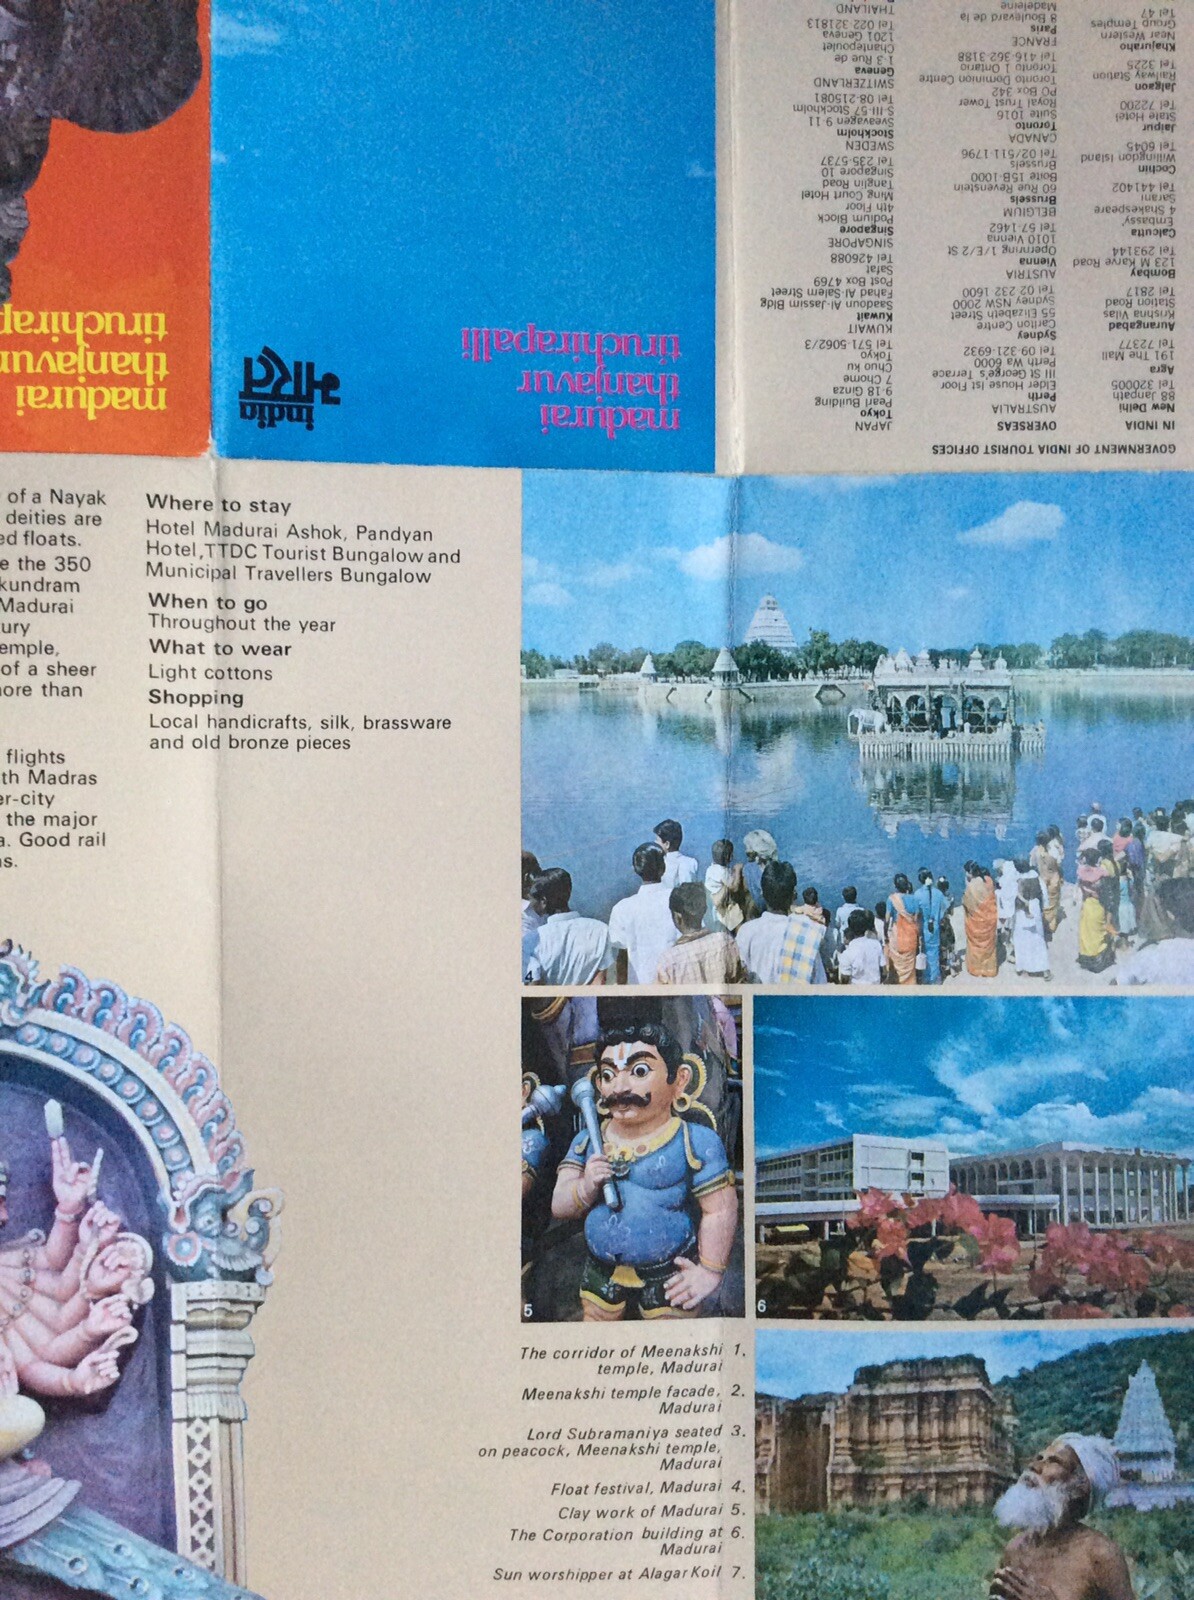 madurai
thanjavur
tiruchirap
madurai
thanjavur
tiruchirapalli
india
भारत
GOVERNMENT OF INDIA TOURIST OFFICES
IN INDIA
New Delhi
88 Janpath
Tel 320005
Agra
191 The Mall
Tel 72377
Aurangabad
Krishna Vilas
Station Road
Tel 2817
Bombay
123 M Karve Road
Tel 293144
Calcutta
'Embassy'
4 Shakespeare
Sarani
Tel 441402
Cochin
Willingdon Island
Tel 6045
Jaipur
State Hotel
Tel 72200
Jalgaon
Railway Station
Tel 3225
Khajuraho
Near Western
Group Temples
Tel 47
OVERSEAS
AUSTRALIA
Perth
Elder House Ist Floor
III St George's Terrace
Perth Wa 6000
Tel 09-321-6932
Sydney
Carlton Centre
55 Elizabeth Street
Sydney NSW 2000
Tel 02 232 1600
AUSTRIA
Vienna
Opernring 1/E/2 St
1010 Vienna
Tel 57-1462
BELGIUM
Brussels
60 Rue Ravenstein
Boite 15B-1000
Brussels
Tel 02/511-1796
CANADA
Toronto
Suite 1016
Royal Trust Tower
PO Box 342
Toronto Dominion Centre
Toronto 1 Ontario
Tel 416-362-3188
FRANCE
Paris
8 Boulevard de la
Madeleine
JAPAN
Tokyo
Pearl Building
9-18 Ginza
7 Chome
Chuo ku
Tokyo
Tel 571-5062/3
KUWAIT
Kuwait
Saadoun Al-Jassim Bldg
Fahad Al-Salem Street
Post Box 4769
Safat
Tel 426088
SINGAPORE
Singapore
Podium Block
4th Floor
Ming Court Hotel
Tanglin Road
Singapore 10
Tel 235-5737
SWEDEN
Stockholm
Sveavagen 9-11
S-III-57 Stockholm
Tel 08-215081
SWITZERLAND
Geneva
1-3 Rue de
Chantepoulet
1201 Geneva
Tel 022-321813
THAILAND
of a Nayak
deities are
ed floats.
e the 350
kundram
Madurai
ury
emple,
of a sheer
nore than
flights
th Madras
er-city
the major
a. Good rail
ns.
Where to stay
Hotel Madurai Ashok, Pandyan
Hotel, TTDC Tourist Bungalow and
Municipal Travellers Bungalow
When to go
Throughout the year
What to wear
Light cottons
Shopping
Local handicrafts, silk, brassware
and old bronze pieces
4
5
6
The corridor of Meenakshi 1.
temple, Madurai
Meenakshi temple facade, 2.
Madurai
Lord Subramaniya seated 3.
on peacock, Meenakshi temple,
Madurai
Float festival, Madurai 4.
Clay work of Madurai 5.
The Corporation building at 6.
Madurai
Sun worshipper at Alagar Koil 7.